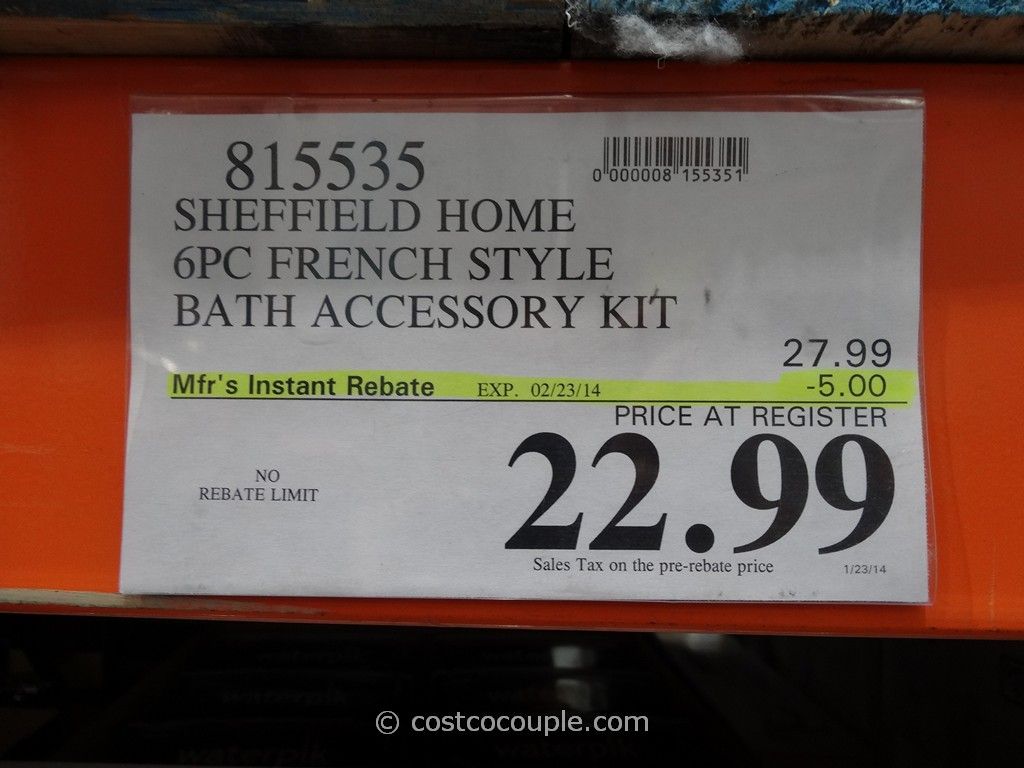 815535
0 000008 155351
SHEFFIELD HOME
6PC FRENCH STYLE
BATH ACCESSORY KIT
27.99
Mfr's Instant Rebate EXP. 02/23/14 -5.00
PRICE AT REGISTER
22.99
NO
REBATE LIMIT
Sales Tax on the pre-rebate price 1/23/14
waterpik
© costcocouple.com